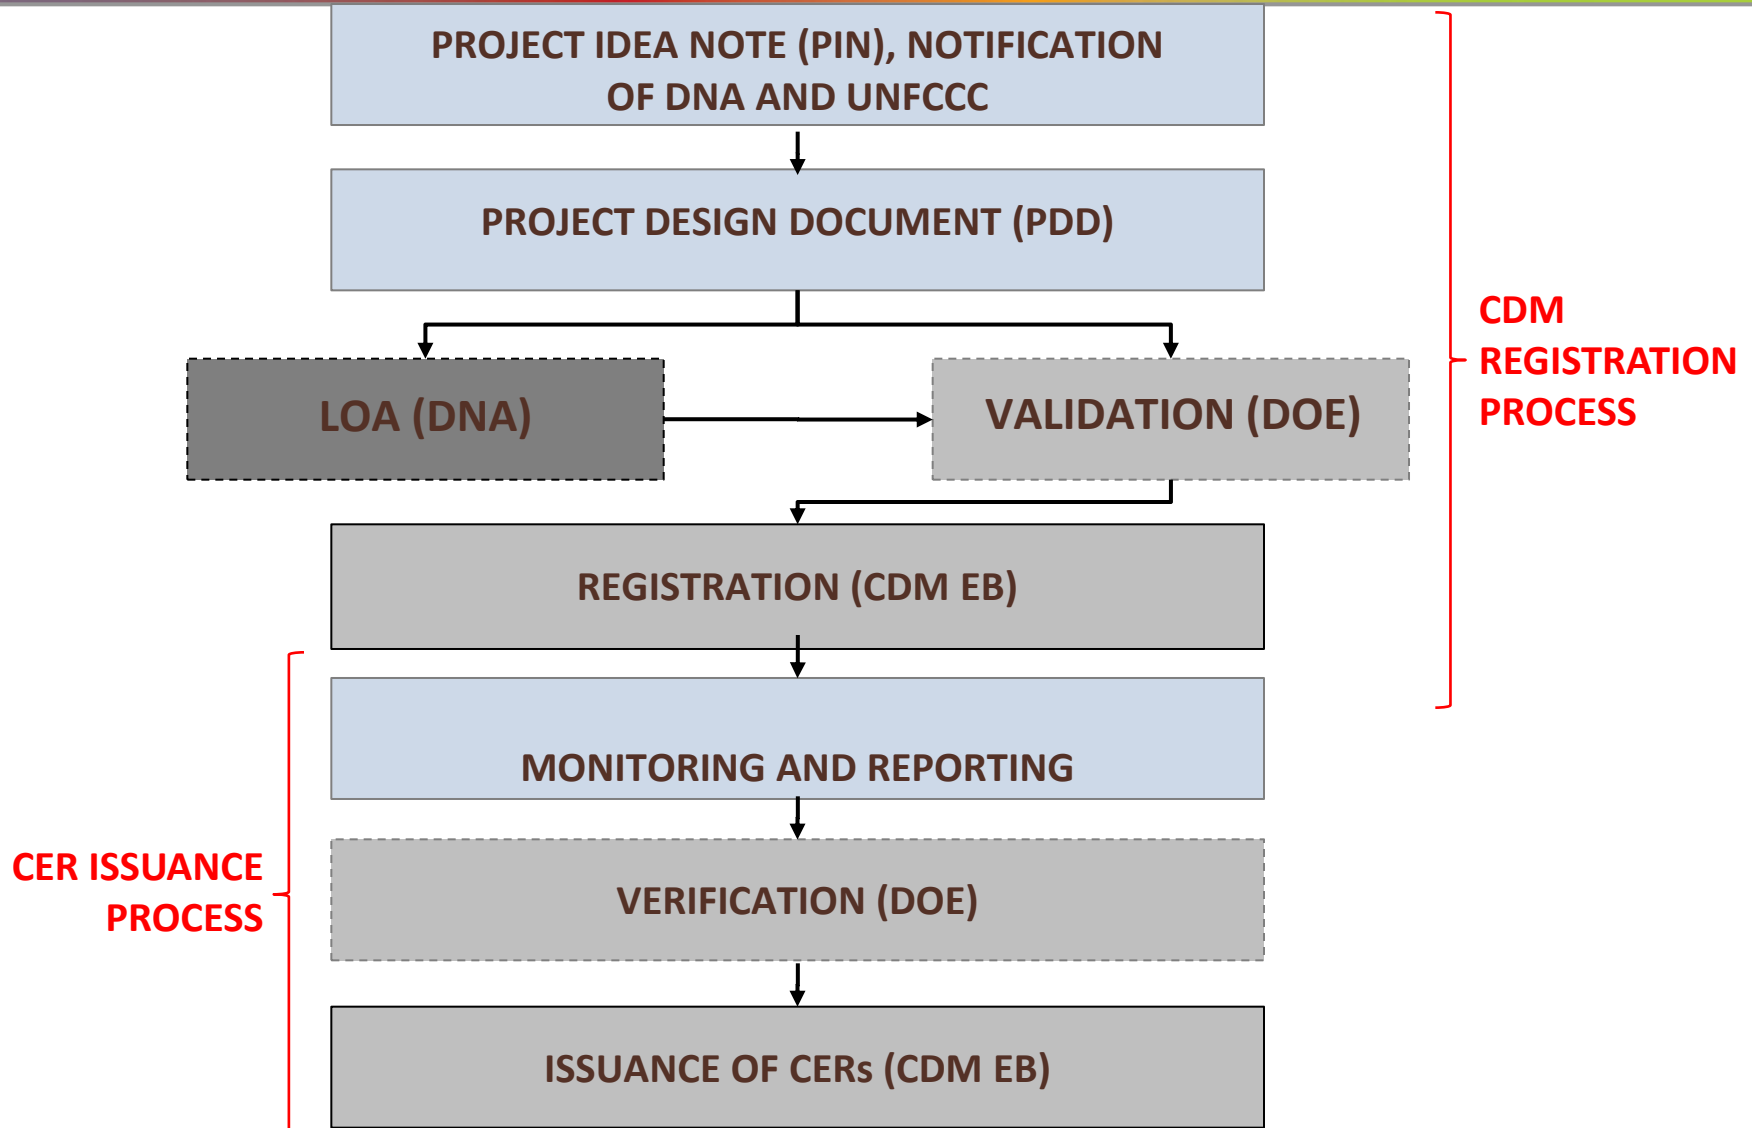 PROJECT IDEA NOTE (PIN), NOTIFICATION
OF DNA AND UNFCCC
PROJECT DESIGN DOCUMENT (PDD)
CDM
REGISTRATION
PROCESS
LOA (DNA)
VALIDATION (DOE)
REGISTRATION (CDM EB)
MONITORING AND REPORTING
CER ISSUANCE
PROCESS
VERIFICATION (DOE)
ISSUANCE OF CERs (CDM EB)